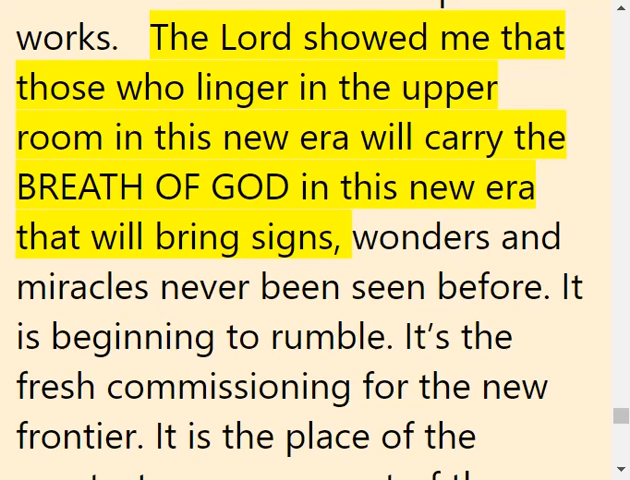 works. The Lord showed me that
those who linger in the upper
room in this new era will carry the
BREATH OF GOD in this new era
that will bring signs, wonders and
miracles never been seen before. It
is beginning to rumble. It’s the
fresh commissioning for the new
frontier. It is the place of the